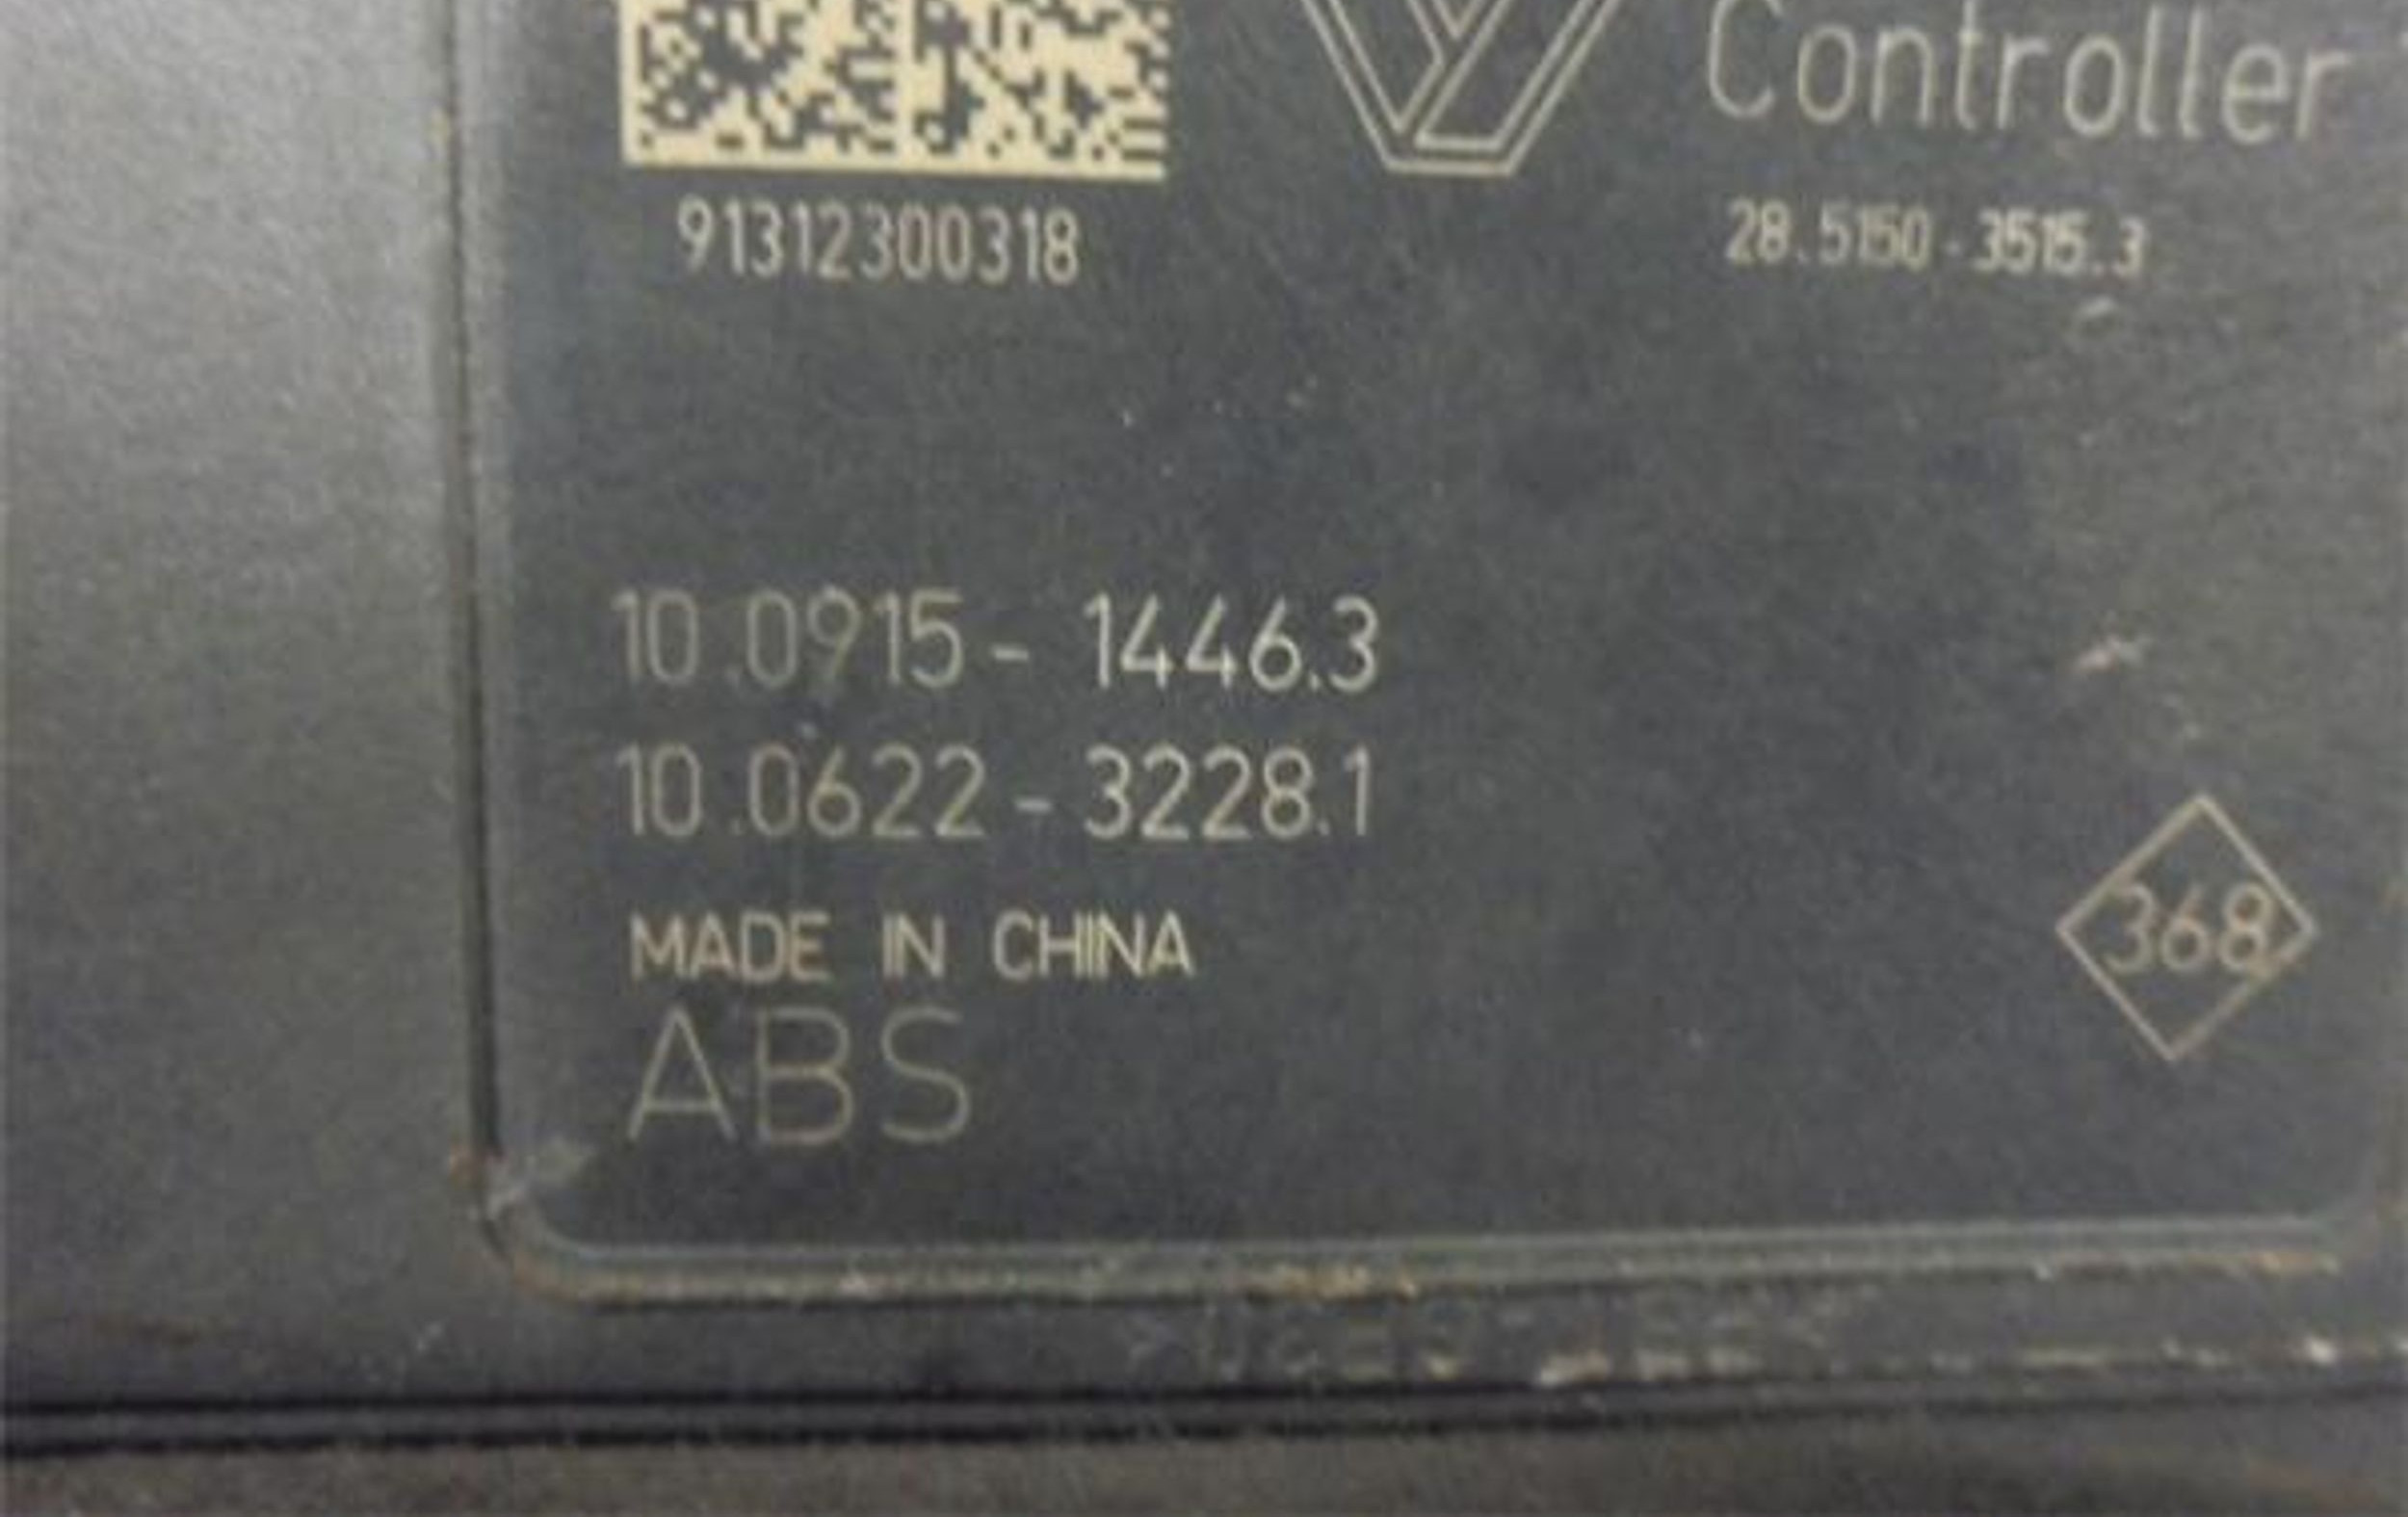 Controller
91312300318
28.5150-3515.3
10.0915-1446.3
10.0622-3228.1
MADE IN CHINA
368
ABS